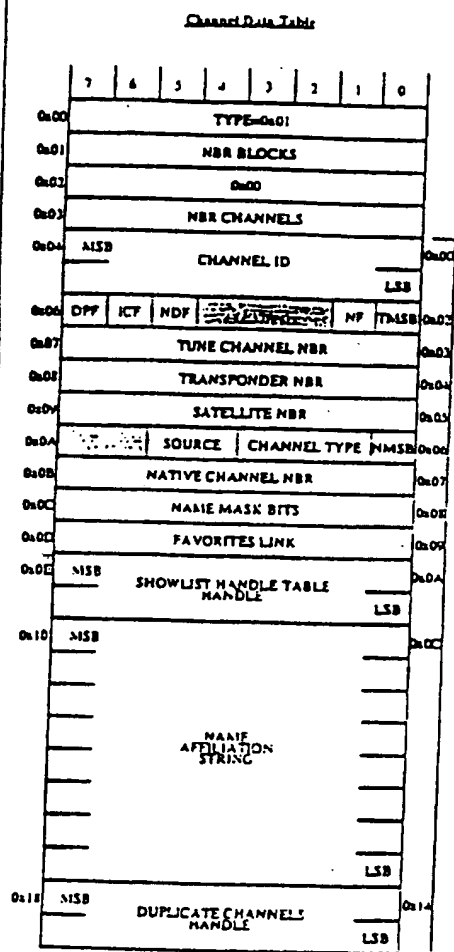 Channel Data Table
7 6 5 4 3 2 1 0
0x00 TYPE=0x01
0x01 NBR BLOCKS
0x02 0x00
0x03 NBR CHANNELS
0x04 MSB CHANNEL ID 0x00
LSB
0x06 DPF ICF NDF NF TMSB 0x02
0x07 TUNE CHANNEL NBR 0x03
0x08 TRANSPONDER NBR 0x04
0x09 SATELLITE NBR 0x05
0x0A SOURCE CHANNEL TYPE NMSB 0x06
0x0B NATIVE CHANNEL NBR 0x07
0x0C NAME MASK BITS 0x08
0x0D FAVORITES LINK 0x09
0x0E MSB SHOWLIST HANDLE TABLE 0x0A
HANDLE
LSB
0x10 MSB 0x0C
NAME
AFFILIATION
STRING
LSB
0x18 MSB DUPLICATE CHANNELS 0x14
HANDLE
LSB